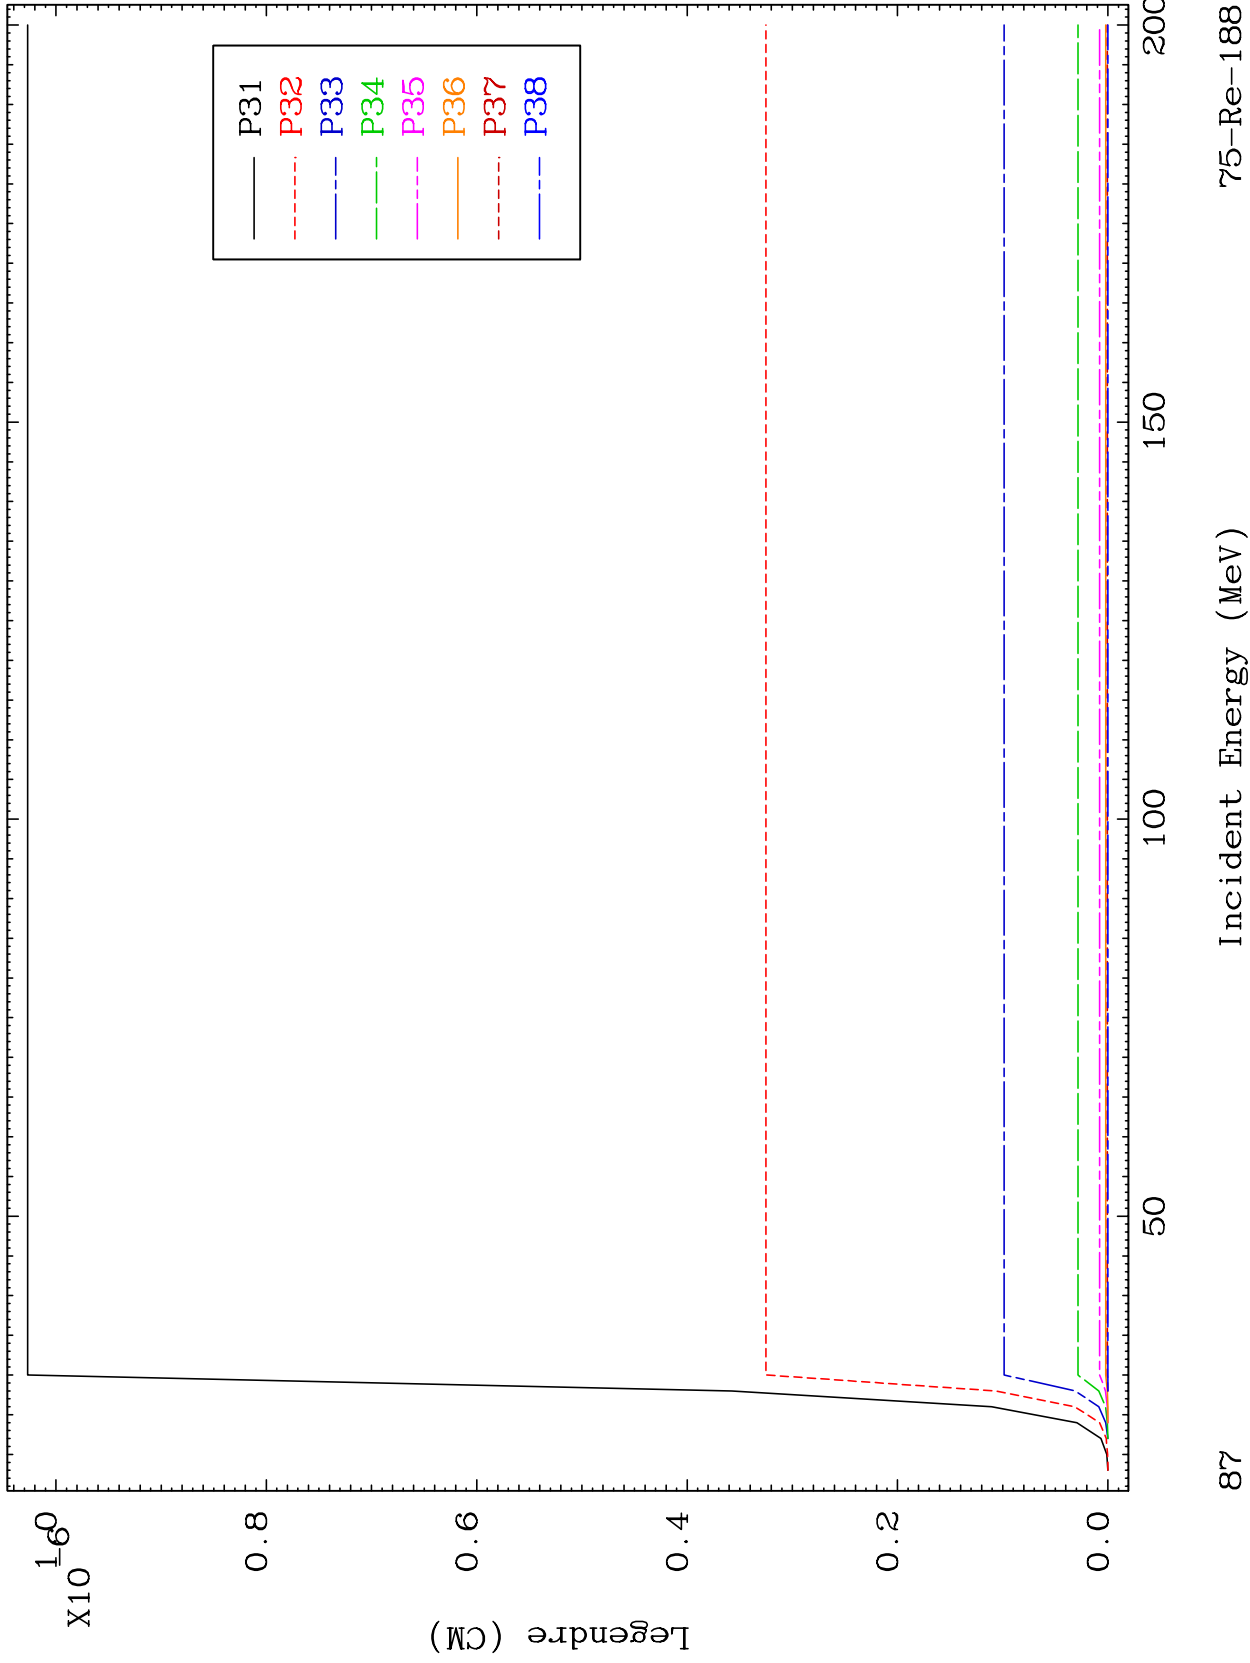 P31
P32
P33
P34
P35
P36
P37
P38
1.0
0.8
0.6
0.4
0.2
0.0
X10
-6
Legendre (CM)
50
100
150
200
Incident Energy (MeV)
87
75-Re-188